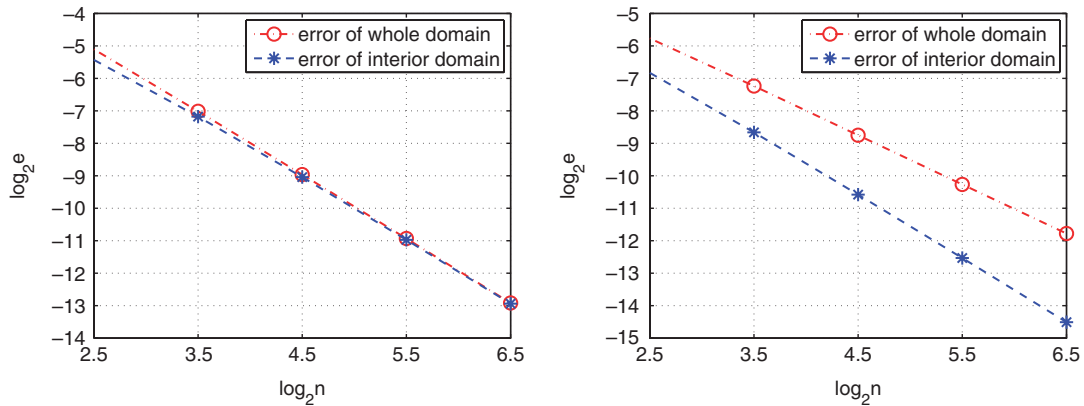 −4
−5
−6
−7
−8
−9
−10
−11
−12
−13
−14
log₂e
2.5 3.5 4.5 5.5 6.5
log₂n
error of whole domain
error of interior domain
−5
−6
−7
−8
−9
−10
−11
−12
−13
−14
−15
log₂e
2.5 3.5 4.5 5.5 6.5
log₂n
error of whole domain
error of interior domain